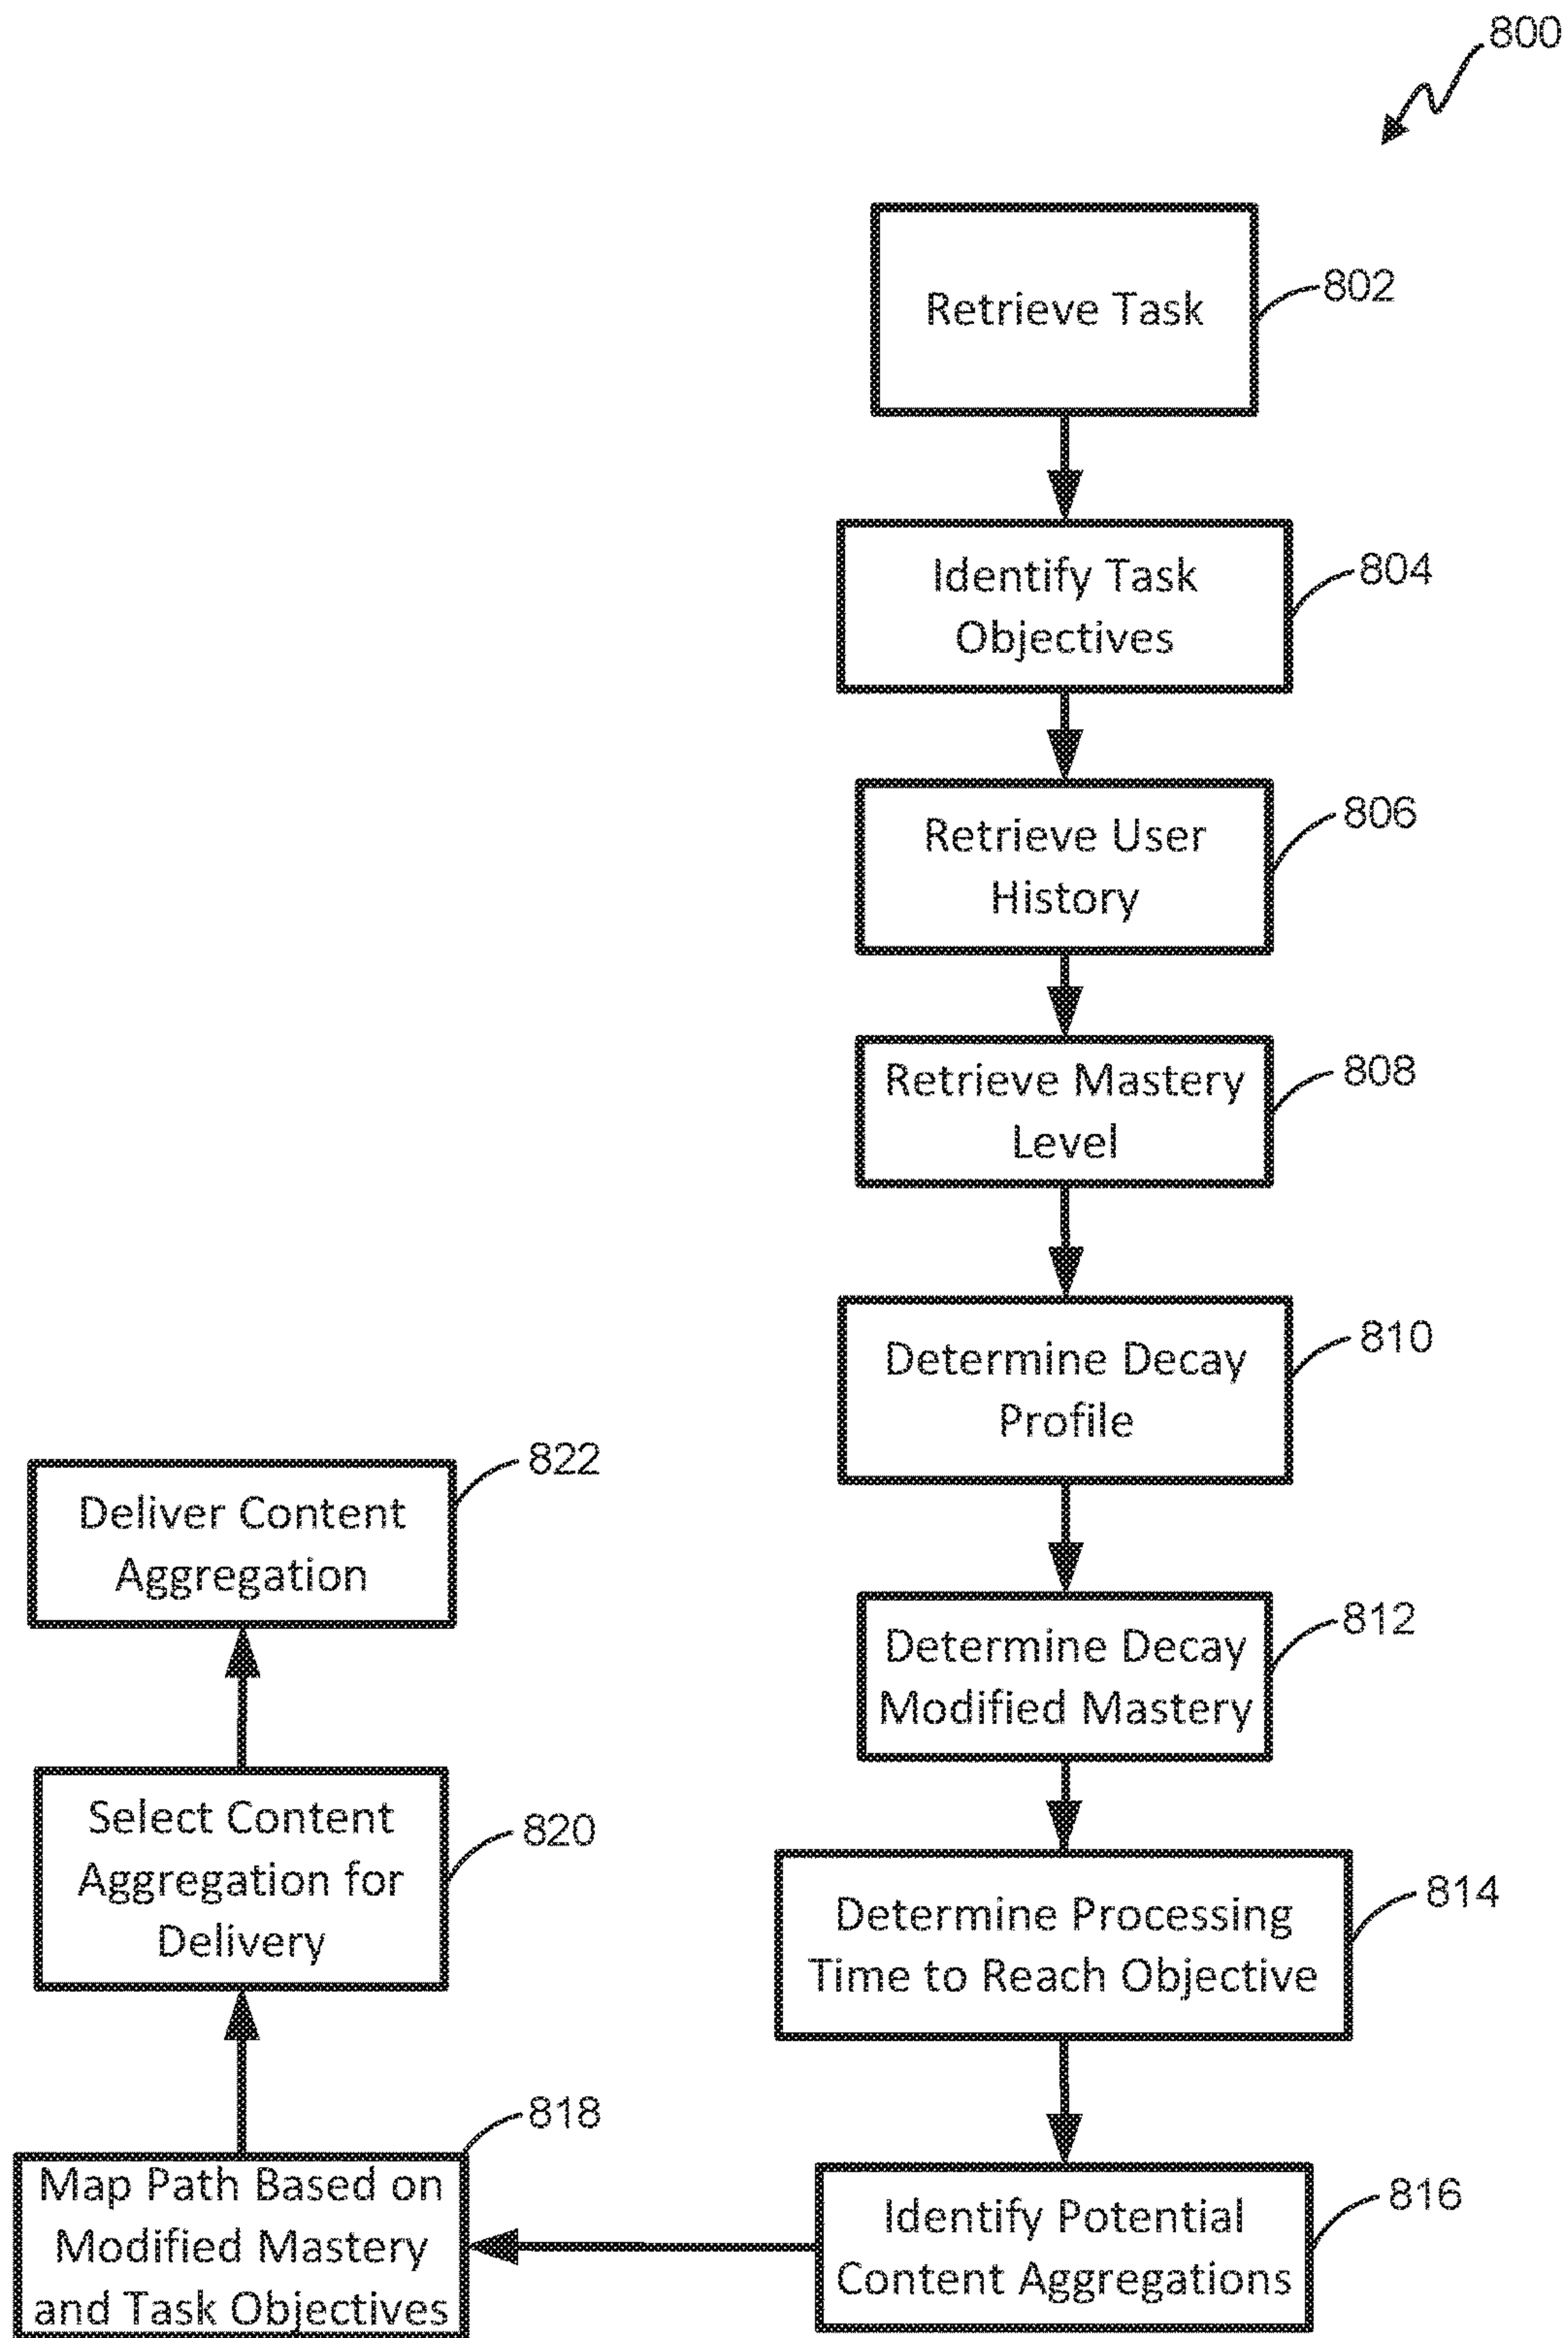 800
Retrieve Task
802
Identify Task
Objectives
804
Retrieve User
History
806
Retrieve Mastery
Level
808
Determine Decay
Profile
810
Determine Decay
Modified Mastery
812
Determine Processing
Time to Reach Objective
814
Identify Potential
Content Aggregations
816
Map Path Based on
Modified Mastery
and Task Objectives
818
Select Content
Aggregation for
Delivery
820
Deliver Content
Aggregation
822